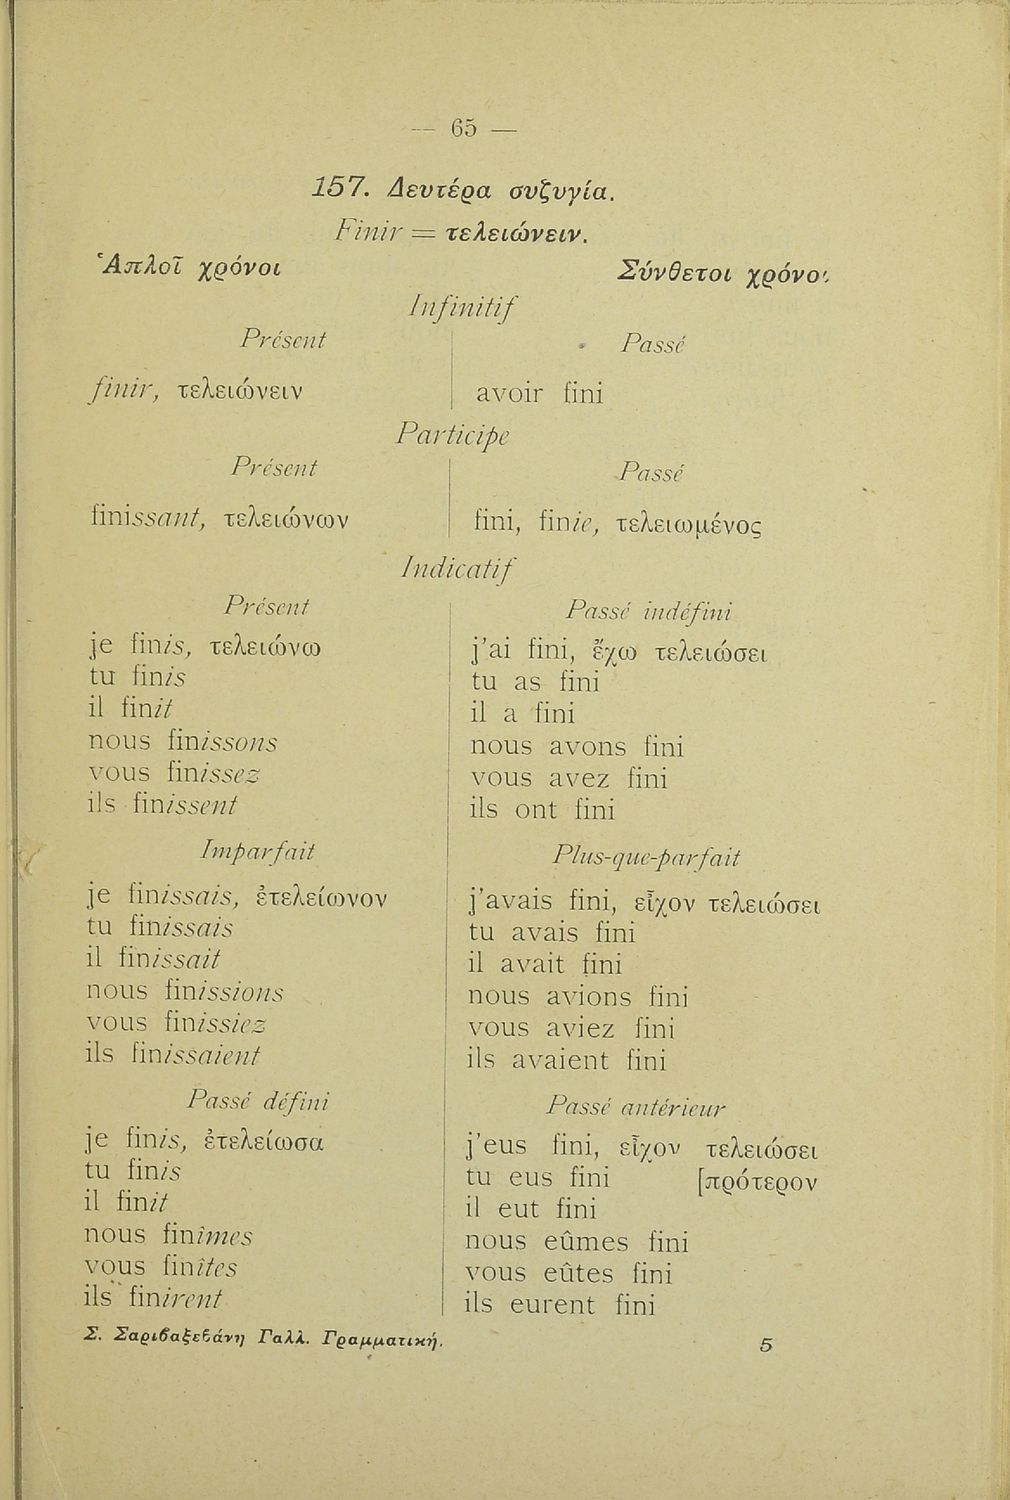 — 65 —
157. Δευτέρα συζυγία.
Finir = τελειώνειν.
Ἁπλοῖ χρόνοι
Σύνθετοι χρόνοι
Infinitif
Présent
Passé
finir, τελειώνειν
avoir fini
Participe
Présent
Passé
finissant, τελειώνων
fini, finie, τελειωμένος
Indicatif
Présent
je finis, τελειώνω
tu finis
il finit
nous finissons
vous finissez
ils finissent
Passé indéfini
j'ai fini, ἔχω τελειώσει
tu as fini
il a fini
nous avons fini
vous avez fini
ils ont fini
Imparfait
je finissais, ἐτελείωνον
tu finissais
il finissait
nous finissions
vous finissiez
ils finissaient
Plus-que-parfait
j'avais fini, εἶχον τελειώσει
tu avais fini
il avait fini
nous avions fini
vous aviez fini
ils avaient fini
Passé défini
je finis, ἐτελείωσα
tu finis
il finit
nous finîmes
vous finîtes
ils finirent
Passé antérieur
j'eus fini, εἶχον τελειώσει
tu eus fini [πρότερον
il eut fini
nous eûmes fini
vous eûtes fini
ils eurent fini
Σ. Σαριβαξεβάνη Γαλλ. Γραμματική.
5